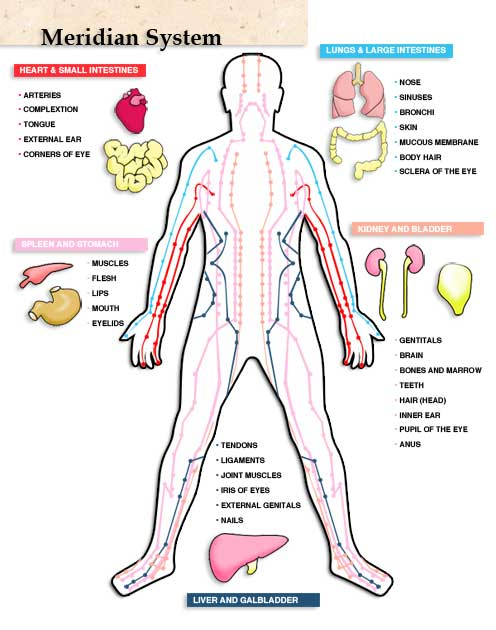 Meridian System
HEART & SMALL INTESTINES
ARTERIES
COMPLEXTION
TONGUE
EXTERNAL EAR
CORNERS OF EYE
LUNGS & LARGE INTESTINES
NOSE
SINUSES
BRONCHI
SKIN
MUCOUS MEMBRANE
BODY HAIR
SCLERA OF THE EYE
SPLEEN AND STOMACH
MUSCLES
FLESH
LIPS
MOUTH
EYELIDS
KIDNEY AND BLADDER
GENTITALS
BRAIN
BONES AND MARROW
TEETH
HAIR (HEAD)
INNER EAR
PUPIL OF THE EYE
ANUS
TENDONS
LIGAMENTS
JOINT MUSCLES
IRIS OF EYES
EXTERNAL GENITALS
NAILS
LIVER AND GALBLADDER